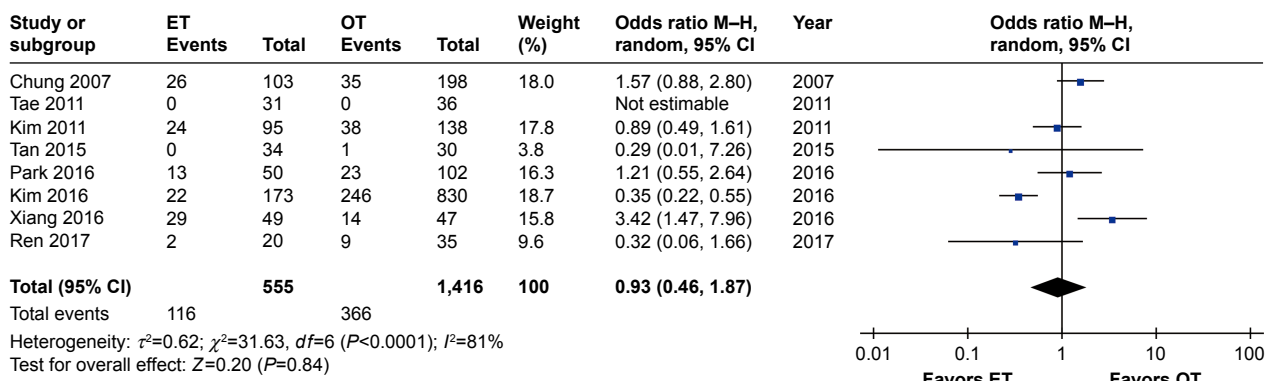 Study or subgroup ET Events Total OT Events Total Weight (%) Odds ratio M–H, random, 95% CI Year Odds ratio M–H, random, 95% CI
Chung 2007 26 103 35 198 18.0 1.57 (0.88, 2.80) 2007
Tae 2011 0 31 0 36 Not estimable 2011
Kim 2011 24 95 38 138 17.8 0.89 (0.49, 1.61) 2011
Tan 2015 0 34 1 30 3.8 0.29 (0.01, 7.26) 2015
Park 2016 13 50 23 102 16.3 1.21 (0.55, 2.64) 2016
Kim 2016 22 173 246 830 18.7 0.35 (0.22, 0.55) 2016
Xiang 2016 29 49 14 47 15.8 3.42 (1.47, 7.96) 2016
Ren 2017 2 20 9 35 9.6 0.32 (0.06, 1.66) 2017
Total (95% CI) 555 1,416 100 0.93 (0.46, 1.87)
Total events 116 366
Heterogeneity: τ²=0.62; χ²=31.63, df=6 (P<0.0001); I²=81%
Test for overall effect: Z=0.20 (P=0.84)
0.01 0.1 1 10 100
Favors ET Favors OT